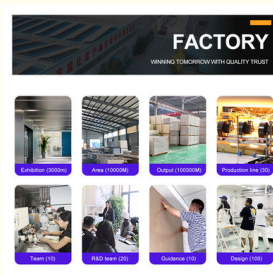 FACTORY
WINNING TOMORROW WITH QUALITY TRUST
Exhibition (3000m)
Area (10000M)
Output (100000M)
Production line (30)
Team (10)
R&D team (20)
Guidance (10)
Design (100)